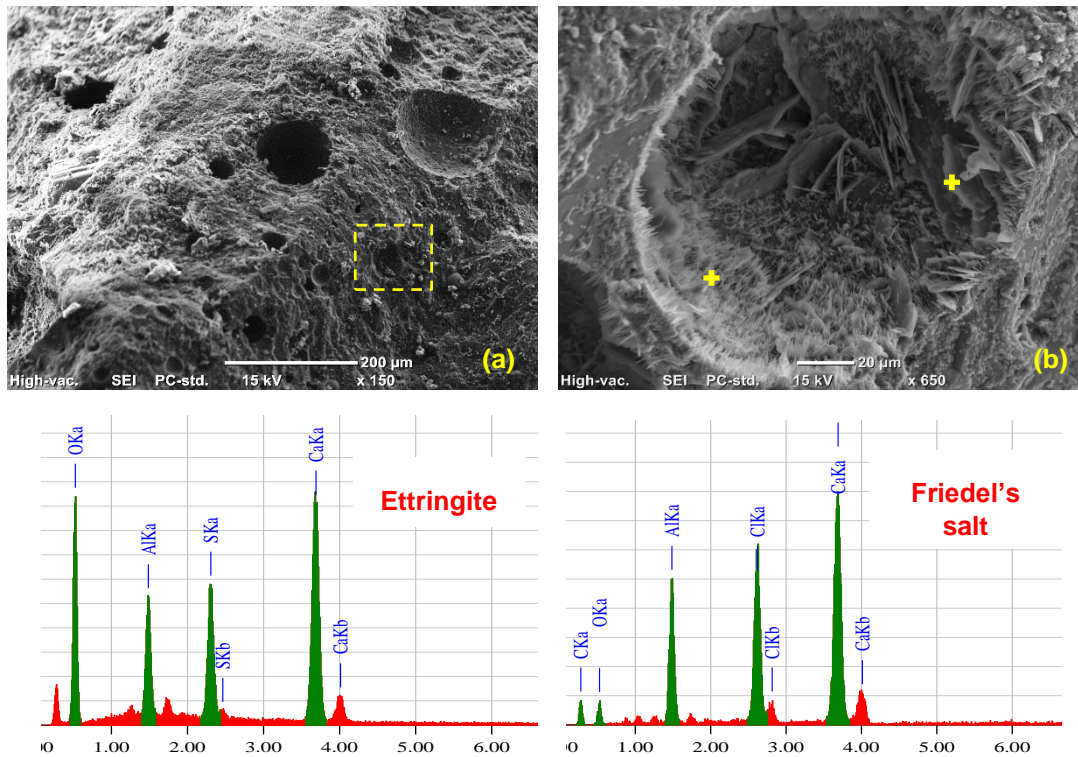 200 µm
(a)
High-vac. SEI PC-std. 15 kV x 150
20 µm
(b)
High-vac. SEI PC-std. 15 kV x 650
OKa
AlKa
SKa
SKb
CaKa
CaKb
Ettringite
00 1.00 2.00 3.00 4.00 5.00 6.00
CKa
OKa
AlKa
ClKa
ClKb
CaKa
CaKb
Friedel's
salt
00 1.00 2.00 3.00 4.00 5.00 6.00